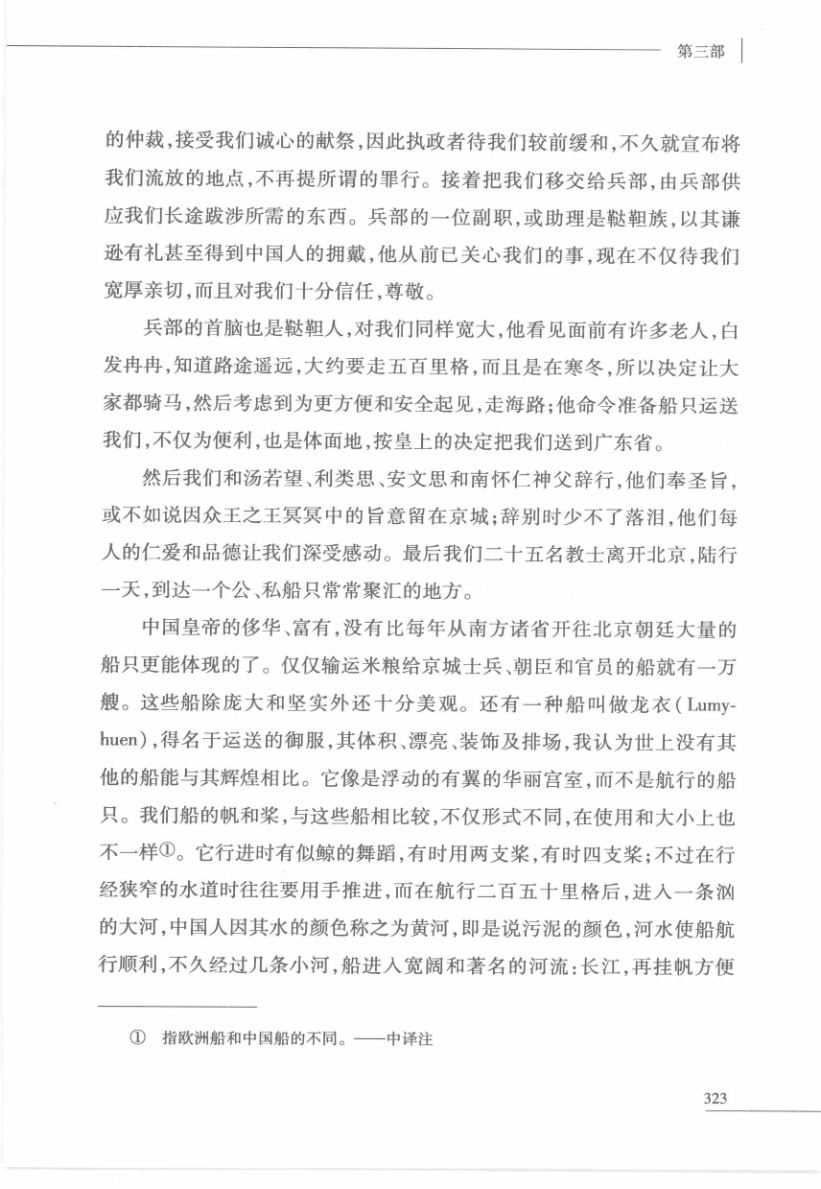 第三部
的仲裁,接受我们诚心的献祭,因此执政者待我们较前缓和,不久就宣布将
我们流放的地点,不再提所谓的罪行。接着把我们移交给兵部,由兵部供
应我们长途跋涉所需的东西。兵部的一位副职,或助理是鞑靼族,以其谦
逊有礼甚至得到中国人的拥戴,他从前已关心我们的事,现在不仅待我们
宽厚亲切,而且对我们十分信任,尊敬。
兵部的首脑也是鞑靼人,对我们同样宽大,他看见面前有许多老人,白
发冉冉,知道路途遥远,大约要走五百里格,而且是在寒冬,所以决定让大
家都骑马,然后考虑到为更方便和安全起见,走海路;他命令准备船只运送
我们,不仅为便利,也是体面地,按皇上的决定把我们送到广东省。
然后我们和汤若望、利类思、安文思和南怀仁神父辞行,他们奉圣旨,
或不如说因众王之王冥冥中的旨意留在京城;辞别时少不了落泪,他们每
人的仁爱和品德让我们深受感动。最后我们二十五名教士离开北京,陆行
一天,到达一个公、私船只常常聚汇的地方。
中国皇帝的侈华、富有,没有比每年从南方诸省开往北京朝廷大量的
船只更能体现的了。仅仅输运米粮给京城士兵、朝臣和官员的船就有一万
艘。这些船除庞大和坚实外还十分美观。还有一种船叫做龙衣(Lumy-
huen),得名于运送的御服,其体积、漂亮、装饰及排场,我认为世上没有其
他的船能与其辉煌相比。它像是浮动的有翼的华丽宫室,而不是航行的船
只。我们船的帆和桨,与这些船相比较,不仅形式不同,在使用和大小上也
不一样①。它行进时有似鲸的舞蹈,有时用两支桨,有时四支桨;不过在行
经狭窄的水道时往往要用手推进,而在航行二百五十里格后,进入一条汹
的大河,中国人因其水的颜色称之为黄河,即是说污泥的颜色,河水使船航
行顺利,不久经过几条小河,船进入宽阔和著名的河流:长江,再挂帆方便
① 指欧洲船和中国船的不同。——中译注
323